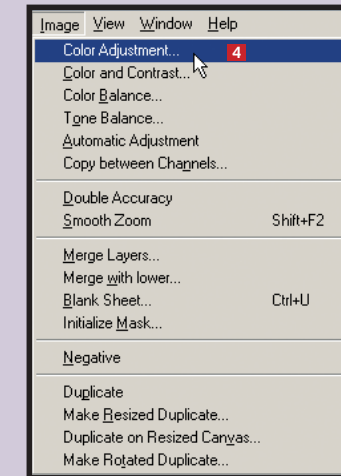 Image View Window Help
Color Adjustment... 4
Color and Contrast...
Color Balance...
Tone Balance...
Automatic Adjustment
Copy between Channels...
Double Accuracy
Smooth Zoom Shift+F2
Merge Layers...
Merge with lower...
Blank Sheet... Ctrl+U
Initialize Mask...
Negative
Duplicate
Make Resized Duplicate...
Duplicate on Resized Canvas...
Make Rotated Duplicate...